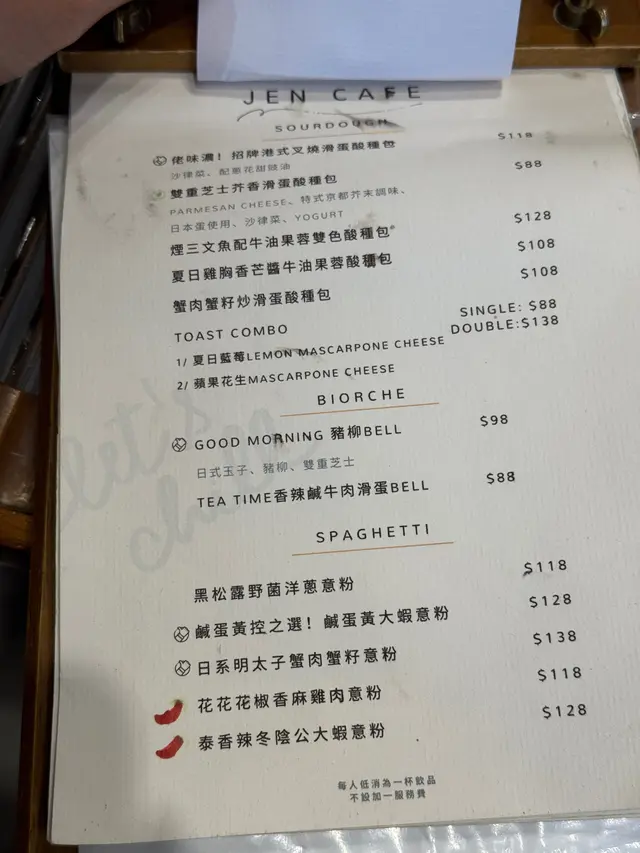 JEN CAFE
SOURDOUGH
佬味濃！招牌港式叉燒滑蛋酸種包 $118
沙律菜、配蔥花甜豉油
雙重芝士芥香滑蛋酸種包 $88
PARMESAN CHEESE、特式京都芥末調味、
日本蛋使用、沙律菜、YOGURT
煙三文魚配牛油果蓉雙色酸種包 $128
夏日雞胸香芒醬牛油果蓉酸種包 $108
蟹肉蟹籽炒滑蛋酸種包 $108
TOAST COMBO SINGLE: $88
DOUBLE:$138
1/ 夏日藍莓LEMON MASCARPONE CHEESE
2/ 蘋果花生MASCARPONE CHEESE
BIORCHE
GOOD MORNING 豬柳BELL $98
日式玉子、豬柳、雙重芝士
TEA TIME香辣鹹牛肉滑蛋BELL $88
SPAGHETTI
黑松露野菌洋蔥意粉 $118
鹹蛋黃控之選！鹹蛋黃大蝦意粉 $128
日系明太子蟹肉蟹籽意粉 $138
花花花椒香麻雞肉意粉 $118
泰香辣冬陰公大蝦意粉 $128
每人低消為一杯飲品
不設加一服務費
let's
chill